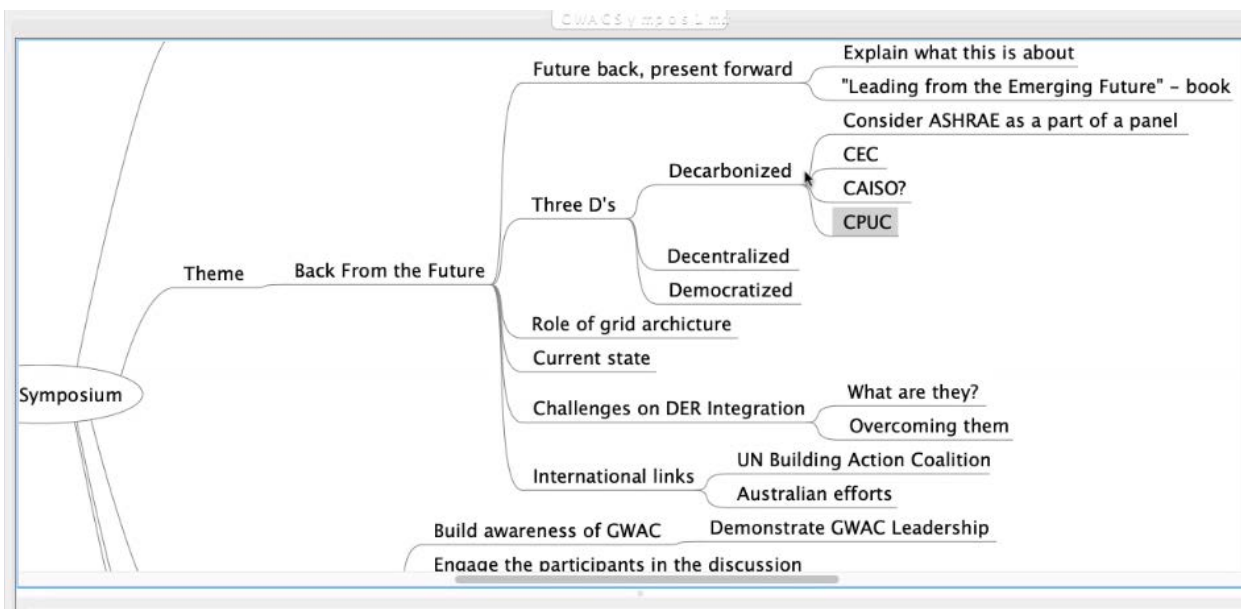 Future back, present forward
Explain what this is about
"Leading from the Emerging Future" – book
Consider ASHRAE as a part of a panel
Decarbonized
CEC
CAISO?
Three D's
CPUC
Decentralized
Theme
Back From the Future
Democratized
Role of grid archicture
Current state
Symposium
Challenges on DER Integration
What are they?
Overcoming them
International links
UN Building Action Coalition
Australian efforts
Build awareness of GWAC
Demonstrate GWAC Leadership
Engage the participants in the discussion